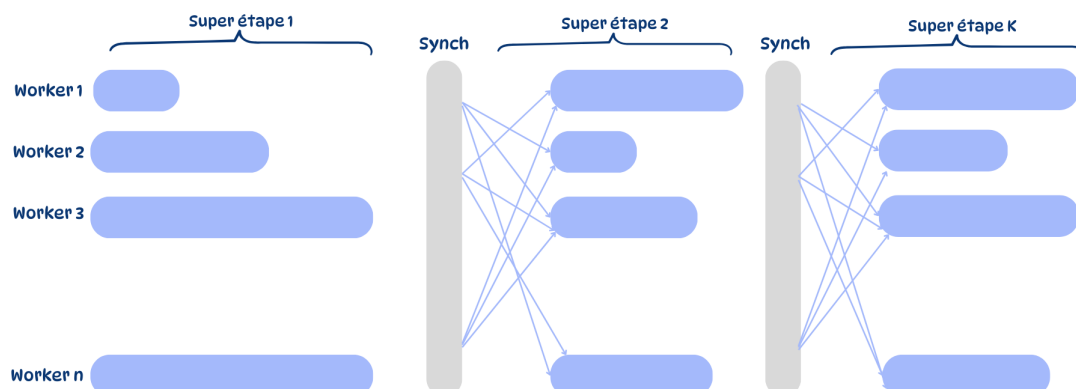 Super étape 1
Super étape 2
Super étape K
Synch
Synch
Worker 1
Worker 2
Worker 3
Worker n